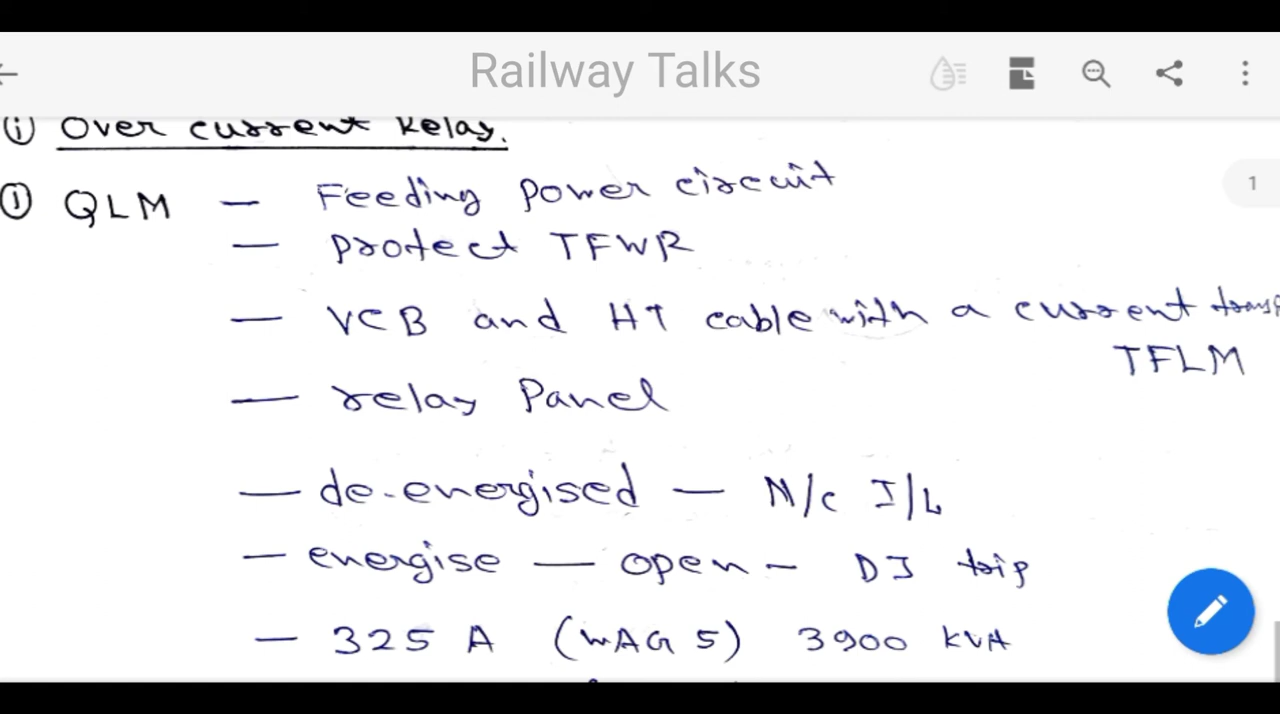 Railway Talks
(i) Over current Relay.
1
① QLM — Feeding power circuit
— protect TFWR
— VCB and HT cable with a current
TFLM
— relay Panel
— de-energised — N/c I/L
— energise — open — DJ trip
— 325 A (WAG 5) 3900 KVA